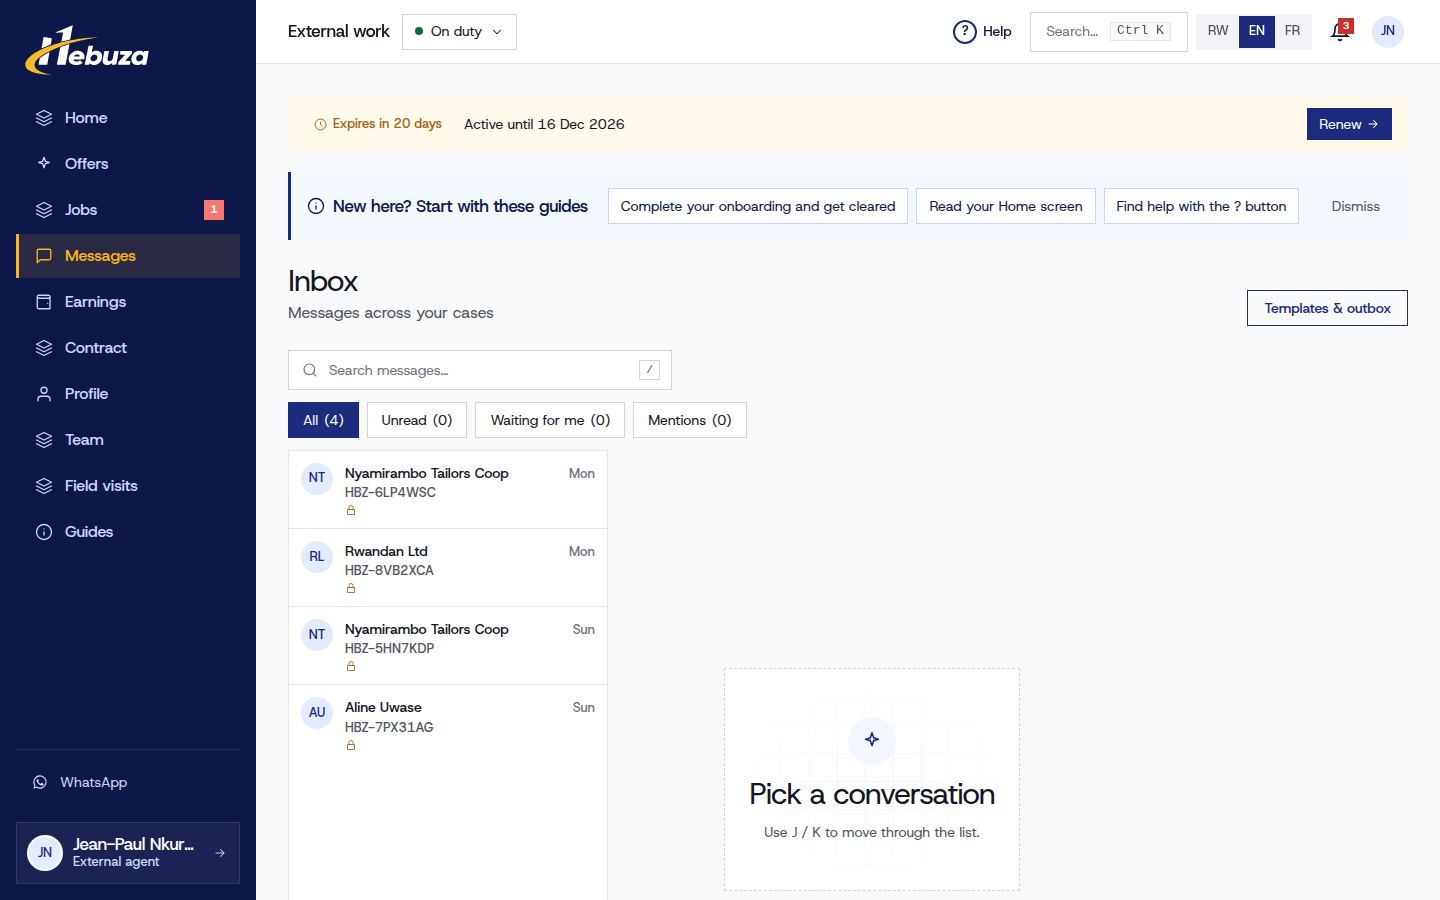 Hebuza
Home
Offers
Jobs
1
Messages
Earnings
Contract
Profile
Team
Field visits
Guides
WhatsApp
JN
Jean-Paul Nkur...
External agent
External work
On duty
? Help
Search...
Ctrl K
RW
EN
FR
3
JN
Expires in 20 days
Active until 16 Dec 2026
Renew →
New here? Start with these guides
Complete your onboarding and get cleared
Read your Home screen
Find help with the ? button
Dismiss
Inbox
Messages across your cases
Templates & outbox
Search messages...
/
All (4)
Unread (0)
Waiting for me (0)
Mentions (0)
NT
Nyamirambo Tailors Coop
Mon
HBZ-6LP4WSC
RL
Rwandan Ltd
Mon
HBZ-8VB2XCA
NT
Nyamirambo Tailors Coop
Sun
HBZ-5HN7KDP
AU
Aline Uwase
Sun
HBZ-7PX31AG
Pick a conversation
Use J / K to move through the list.